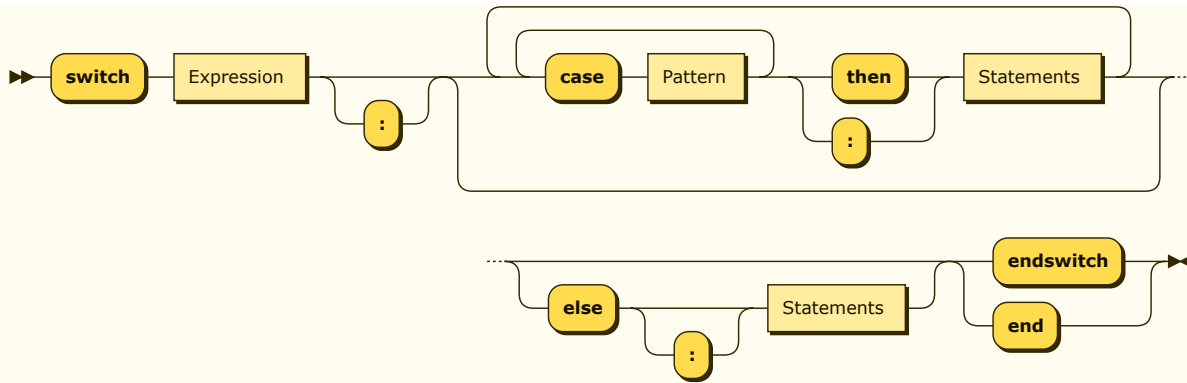 switch Expression case Pattern then Statements
: :
else Statements endswitch
: end